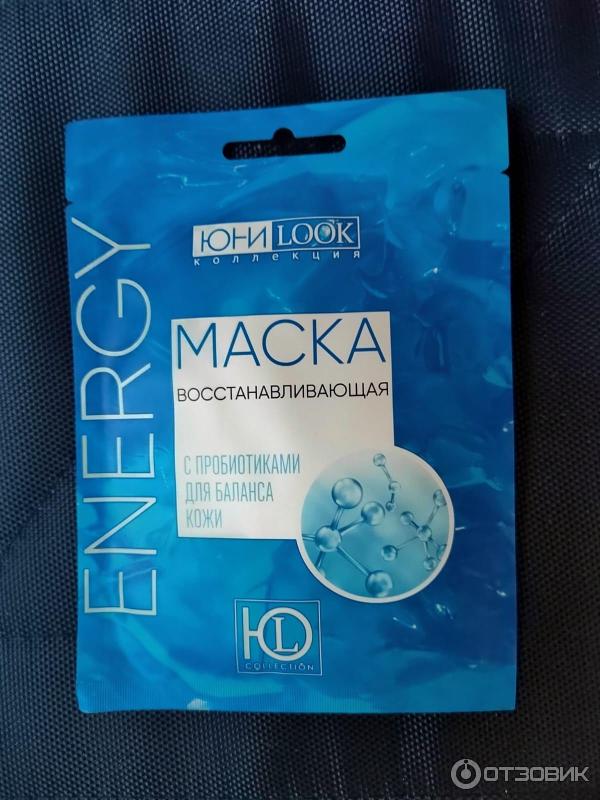 ЮНИ LOOK
коллекция
ENERGY
МАСКА
ВОССТАНАВЛИВАЮЩАЯ
С ПРОБИОТИКАМИ
ДЛЯ БАЛАНСА
КОЖИ
ЮL
COLLECTION
ОТЗОВИК